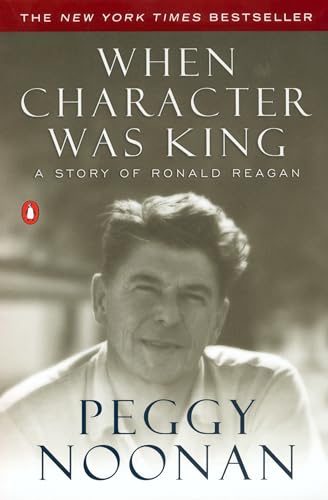 THE NEW YORK TIMES BESTSELLER
WHEN
CHARACTER
WAS KING
A STORY OF RONALD REAGAN
PEGGY
NOONAN